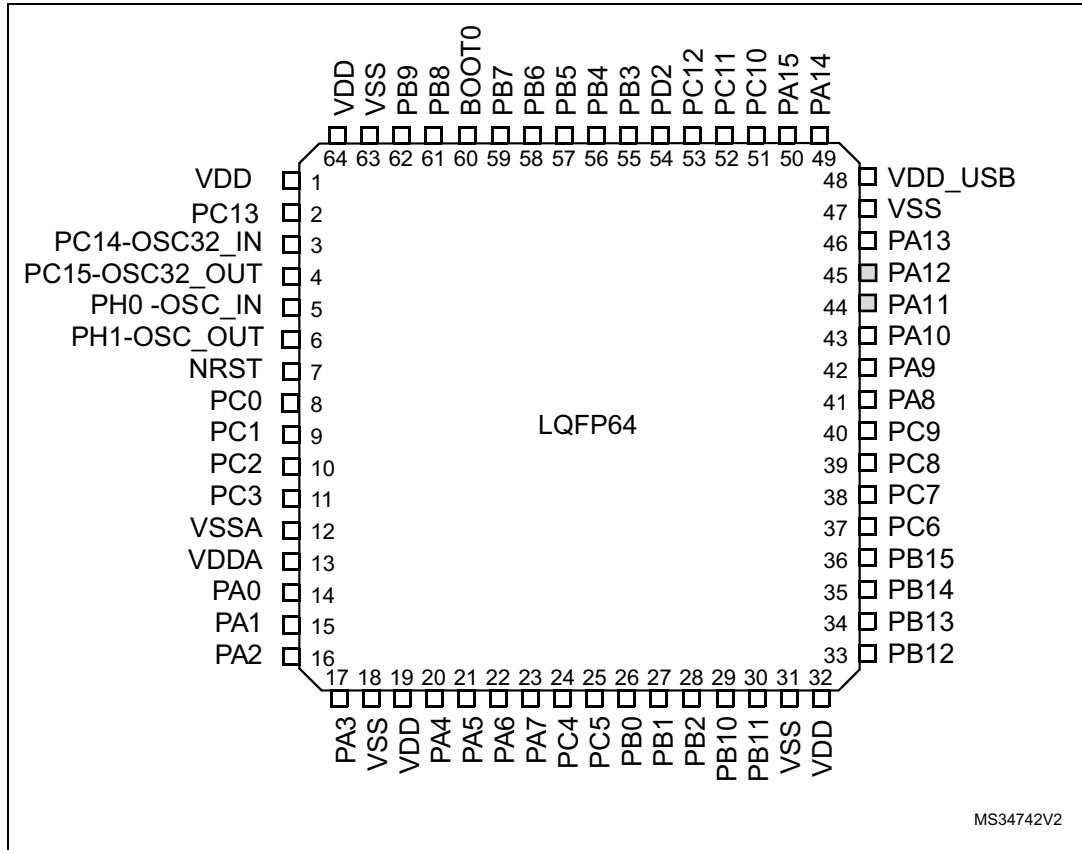 VDD
VSS
PB9
PB8
BOOT0
PB7
PB6
PB5
PB4
PB3
PD2
PC12
PC11
PC10
PA15
PA14
64 63 62 61 60 59 58 57 56 55 54 53 52 51 50 49
VDD 1
PC13 2
PC14-OSC32_IN 3
PC15-OSC32_OUT 4
PH0 -OSC_IN 5
PH1-OSC_OUT 6
NRST 7
PC0 8
PC1 9
PC2 10
PC3 11
VSSA 12
VDDA 13
PA0 14
PA1 15
PA2 16
LQFP64
48 VDD_USB
47 VSS
46 PA13
45 PA12
44 PA11
43 PA10
42 PA9
41 PA8
40 PC9
39 PC8
38 PC7
37 PC6
36 PB15
35 PB14
34 PB13
33 PB12
17 18 19 20 21 22 23 24 25 26 27 28 29 30 31 32
PA3
VSS
VDD
PA4
PA5
PA6
PA7
PC4
PC5
PB0
PB1
PB2
PB10
PB11
VSS
VDD
MS34742V2